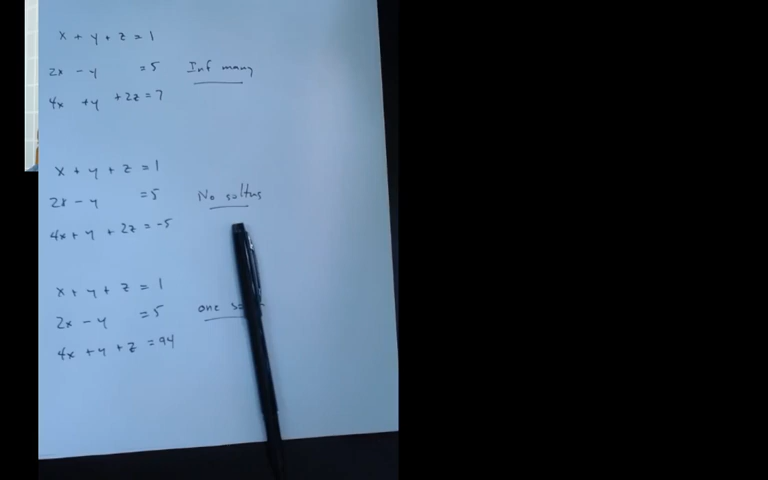 x + y + z = 1
2x - y = 5 Inf many
4x + y + 2z = 7
x + y + z = 1
2x - y = 5 No soltns
4x + y + 2z = -5
x + y + z = 1
2x - y = 5 one
4x + y + z = 94